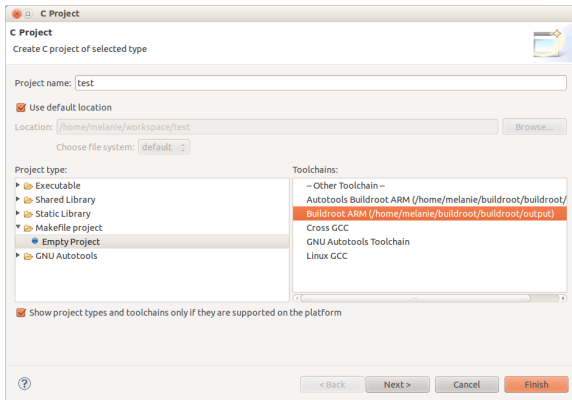 C Project
C Project
Create C project of selected type
Project name: test
Use default location
Location: /home/melanie/workspace/test Browse...
Choose file system: default
Project type:
Executable
Shared Library
Static Library
Makefile project
Empty Project
GNU Autotools
Toolchains:
-- Other Toolchain --
Autotools Buildroot ARM (/home/melanie/buildroot/buildroot/
Buildroot ARM (/home/melanie/buildroot/buildroot/output)
Cross GCC
GNU Autotools Toolchain
Linux GCC
Show project types and toolchains only if they are supported on the platform
? < Back Next > Cancel Finish